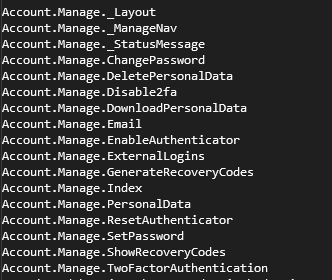 Account.Manage._Layout
Account.Manage._ManageNav
Account.Manage._StatusMessage
Account.Manage.ChangePassword
Account.Manage.DeletePersonalData
Account.Manage.Disable2fa
Account.Manage.DownloadPersonalData
Account.Manage.Email
Account.Manage.EnableAuthenticator
Account.Manage.ExternalLogins
Account.Manage.GenerateRecoveryCodes
Account.Manage.Index
Account.Manage.PersonalData
Account.Manage.ResetAuthenticator
Account.Manage.SetPassword
Account.Manage.ShowRecoveryCodes
Account.Manage.TwoFactorAuthentication